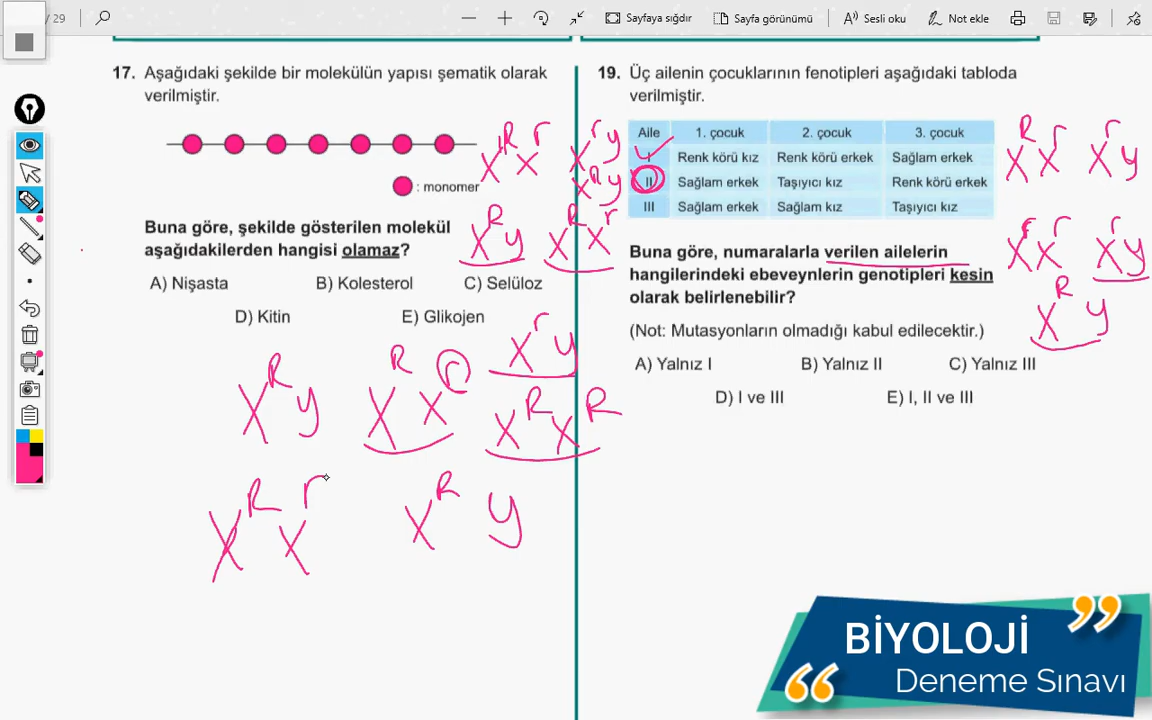 / 29
Sayfaya sığdır
Sayfa görünümü
Sesli oku
Not ekle
17. Aşağıdaki şekilde bir molekülün yapısı şematik olarak
verilmiştir.
: monomer
Buna göre, şekilde gösterilen molekül
aşağıdakilerden hangisi olamaz?
A) Nişasta B) Kolesterol C) Selüloz
D) Kitin E) Glikojen
X^R X^r
X^r y
X^R y
X^R y X^R X^r
X^r y
X^R y X^R X^r
X^R X^R
X^R X^r X^R y
19. Üç ailenin çocuklarının fenotipleri aşağıdaki tabloda
verilmiştir.
Aile 1. çocuk 2. çocuk 3. çocuk
I Renk körü kız Renk körü erkek Sağlam erkek
II Sağlam erkek Taşıyıcı kız Renk körü erkek
III Sağlam erkek Sağlam kız Taşıyıcı kız
X^R X^r X^r y
X^r X^r X^r y
X^R y
Buna göre, numaralarla verilen ailelerin
hangilerindeki ebeveynlerin genotipleri kesin
olarak belirlenebilir?
(Not: Mutasyonların olmadığı kabul edilecektir.)
A) Yalnız I B) Yalnız II C) Yalnız III
D) I ve III E) I, II ve III
BİYOLOJİ
Deneme Sınavı